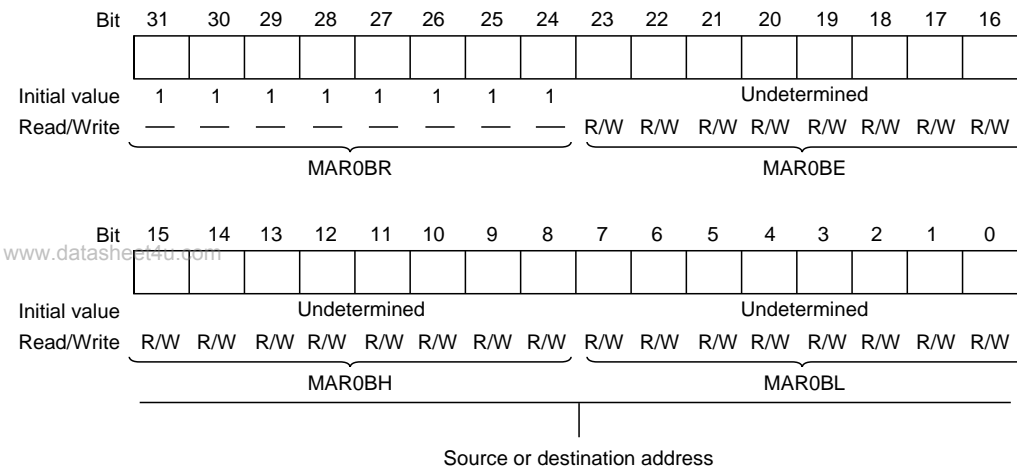 Bit 31 30 29 28 27 26 25 24 23 22 21 20 19 18 17 16
Initial value 1 1 1 1 1 1 1 1 Undetermined
Read/Write — — — — — — — — R/W R/W R/W R/W R/W R/W R/W R/W
MAR0BR MAR0BE
Bit 15 14 13 12 11 10 9 8 7 6 5 4 3 2 1 0
www.datasheet4u.com
Initial value Undetermined Undetermined
Read/Write R/W R/W R/W R/W R/W R/W R/W R/W R/W R/W R/W R/W R/W R/W R/W R/W
MAR0BH MAR0BL
Source or destination address